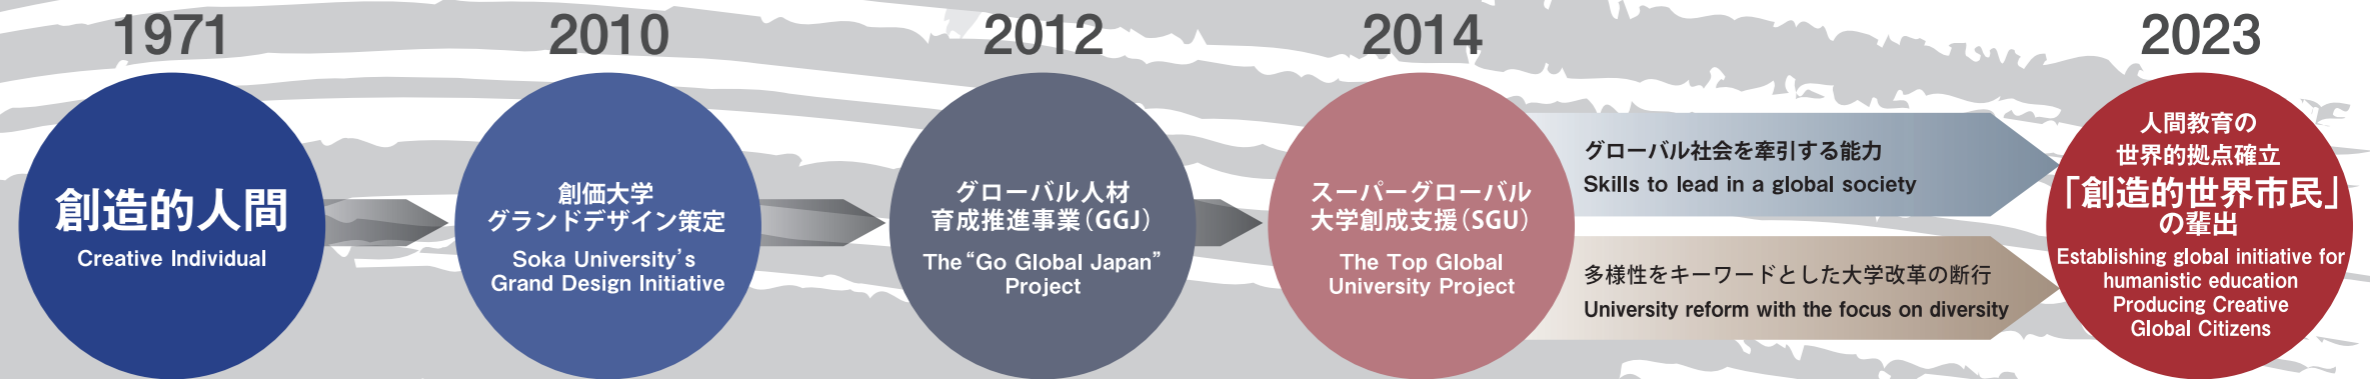 1971
創造的人間
Creative Individual
2010
創価大学
グランドデザイン策定
Soka University’s
Grand Design Initiative
2012
グローバル人材
育成推進事業（GGJ）
The “Go Global Japan”
Project
2014
スーパーグローバル
大学創成支援（SGU）
The Top Global
University Project
グローバル社会を牽引する能力
Skills to lead in a global society
多様性をキーワードとした大学改革の断行
University reform with the focus on diversity
2023
人間教育の
世界的拠点確立
「創造的世界市民」
の輩出
Establishing global initiative for
humanistic education
Producing Creative
Global Citizens